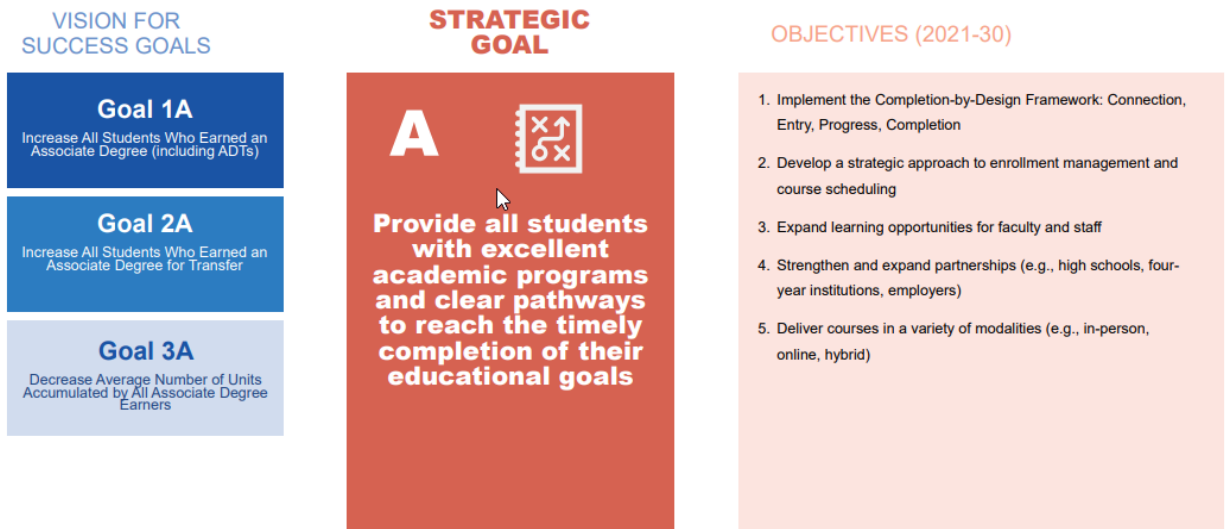 VISION FOR
SUCCESS GOALS
Goal 1A
Increase All Students Who Earned an
Associate Degree (including ADTs)
Goal 2A
Increase All Students Who Earned an
Associate Degree for Transfer
Goal 3A
Decrease Average Number of Units
Accumulated by All Associate Degree
Earners
STRATEGIC
GOAL
A
Provide all students
with excellent
academic programs
and clear pathways
to reach the timely
completion of their
educational goals
OBJECTIVES (2021-30)
1. Implement the Completion-by-Design Framework: Connection,
Entry, Progress, Completion
2. Develop a strategic approach to enrollment management and
course scheduling
3. Expand learning opportunities for faculty and staff
4. Strengthen and expand partnerships (e.g., high schools, four-
year institutions, employers)
5. Deliver courses in a variety of modalities (e.g., in-person,
online, hybrid)